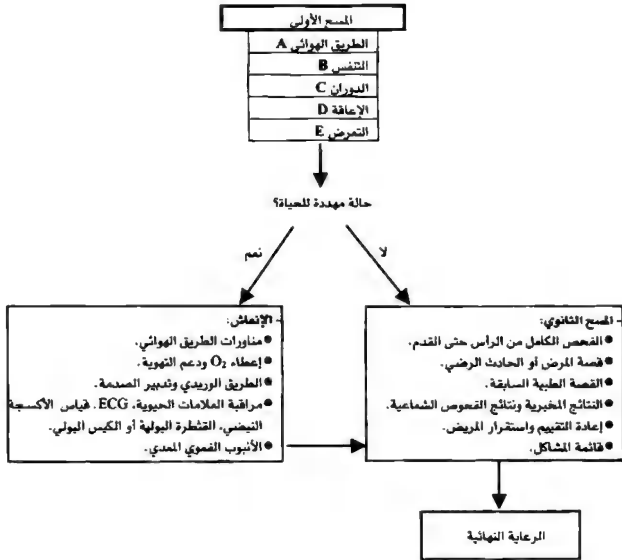 المسح الأولي
الطريق الهوائي A
التنفس B
الدوران C
الإعاقة D
التعرض E
حالة مهددة للحياة؟
نعم
لا
- الإنعاش:
● مناورات الطريق الهوائي.
● إعطاء O₂ ودعم التهوية.
● الطريق الوريدي وتدبير الصدمة.
● مراقبة العلامات الحيوية، ECG، قياس الأكسجة
النبضي، القثطرة البولية أو الكيس البولي.
● الأنبوب الفموي المعدي.
- المسح الثانوي:
● الفحص الكامل من الرأس حتى القدم.
● قصة المرض أو الحادث الرضي.
● القصة الطبية السابقة.
● النتائج المخبرية ونتائج الفحوص الشعاعية.
● إعادة التقييم واستقرار المريض.
● قائمة المشاكل.
الرعاية النهائية